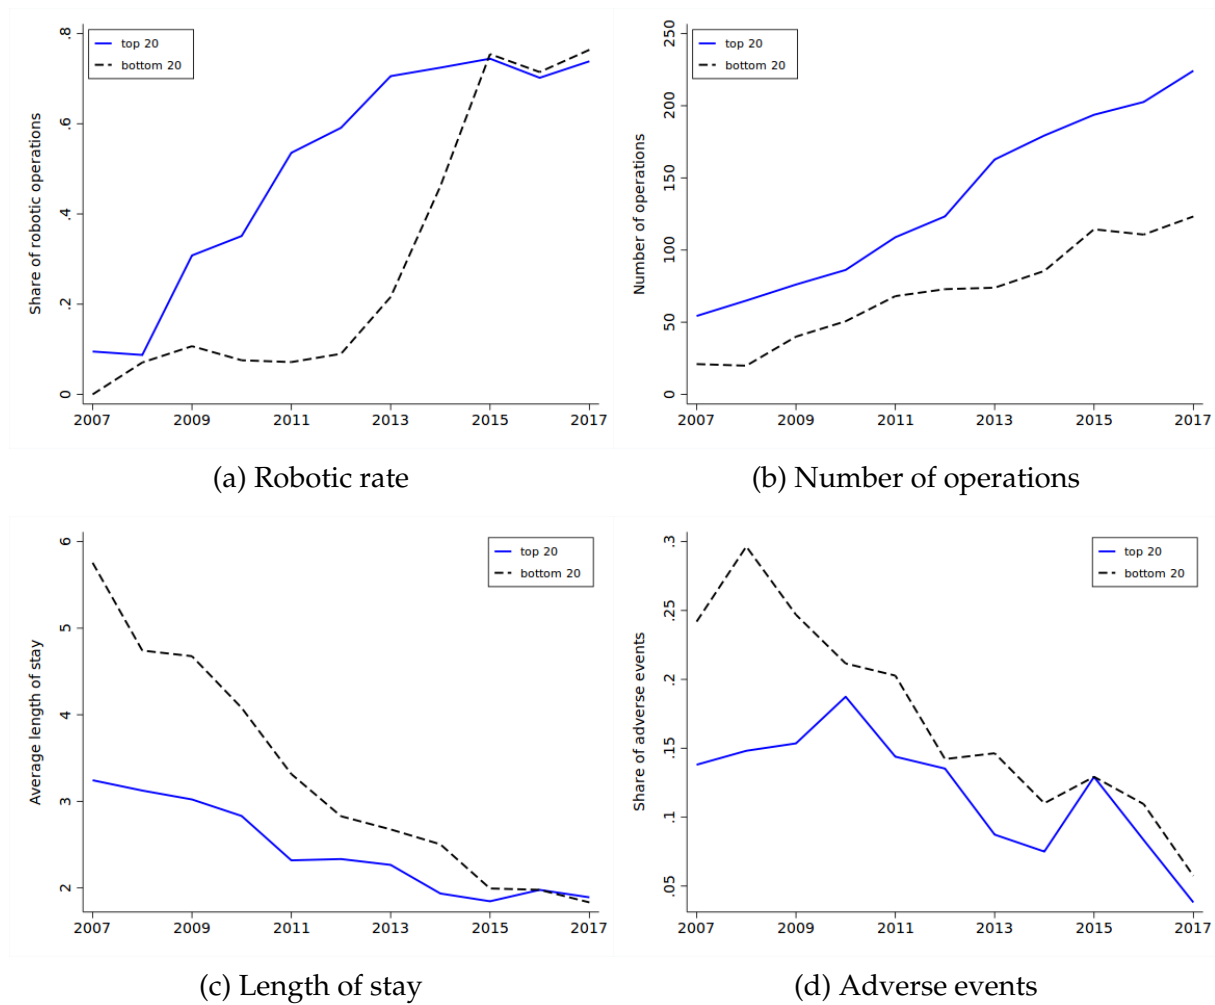 Share of robotic operations
.8
.6
.4
.2
0
top 20
bottom 20
2007 2009 2011 2013 2015 2017
(a) Robotic rate
Number of operations
250
200
150
100
50
0
top 20
bottom 20
2007 2009 2011 2013 2015 2017
(b) Number of operations
Average length of stay
6
5
4
3
2
top 20
bottom 20
2007 2009 2011 2013 2015 2017
(c) Length of stay
Share of adverse events
.3
.25
.2
.15
.1
.05
top 20
bottom 20
2007 2009 2011 2013 2015 2017
(d) Adverse events